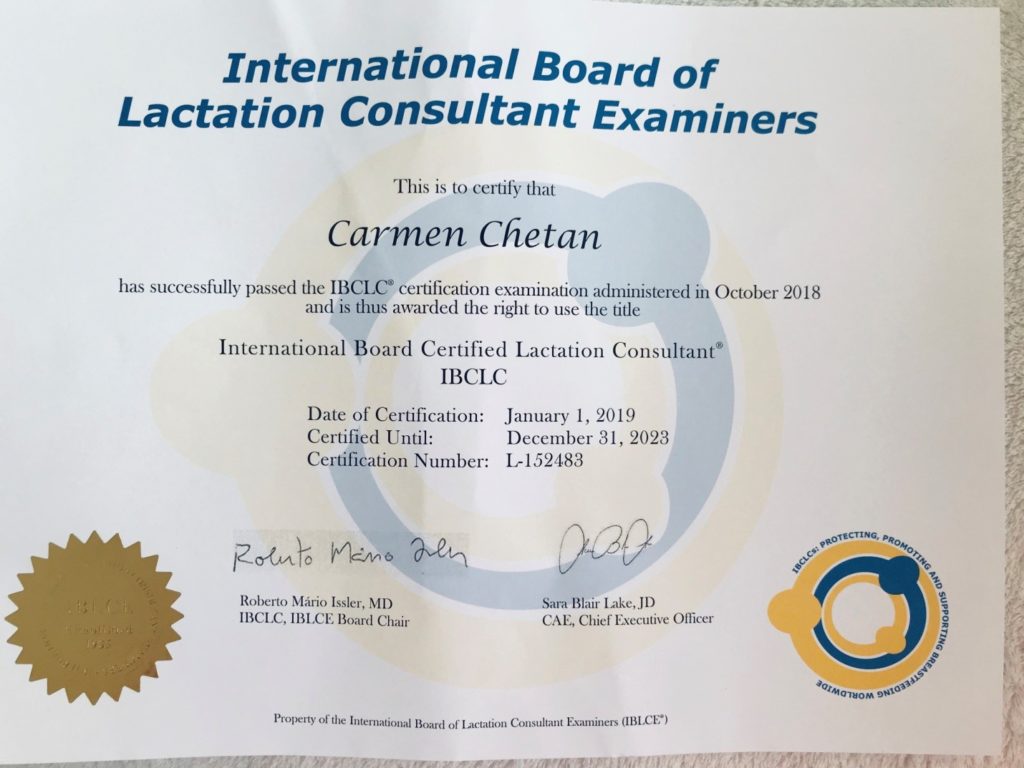 International Board of
Lactation Consultant Examiners
This is to certify that
Carmen Chetan
has successfully passed the IBCLC® certification examination administered in October 2018
and is thus awarded the right to use the title
International Board Certified Lactation Consultant®
IBCLC
Date of Certification: January 1, 2019
Certified Until: December 31, 2023
Certification Number: L-152483
Roberto Mário Issler, MD
IBCLC, IBLCE Board Chair
Sara Blair Lake, JD
CAE, Chief Executive Officer
IBLCE
1985
IBCLCs: PROTECTING, PROMOTING AND SUPPORTING BREASTFEEDING WORLDWIDE
Property of the International Board of Lactation Consultant Examiners (IBLCE®)